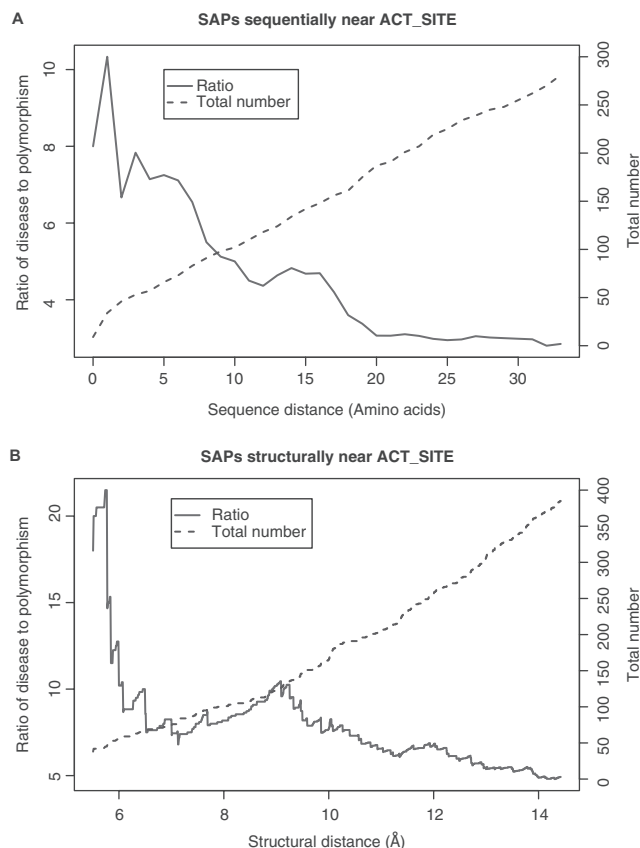 A
SAPs sequentially near ACT_SITE
Ratio of disease to polymorphism
10
8
6
4
Ratio
Total number
300
250
200
150
100
50
0
Total number
0 5 10 15 20 25 30
Sequence distance (Amino acids)
B
SAPs structurally near ACT_SITE
Ratio of disease to polymorphism
20
15
10
5
Ratio
Total number
400
350
300
250
200
150
100
50
0
Total number
6 8 10 12 14
Structural distance (Å)